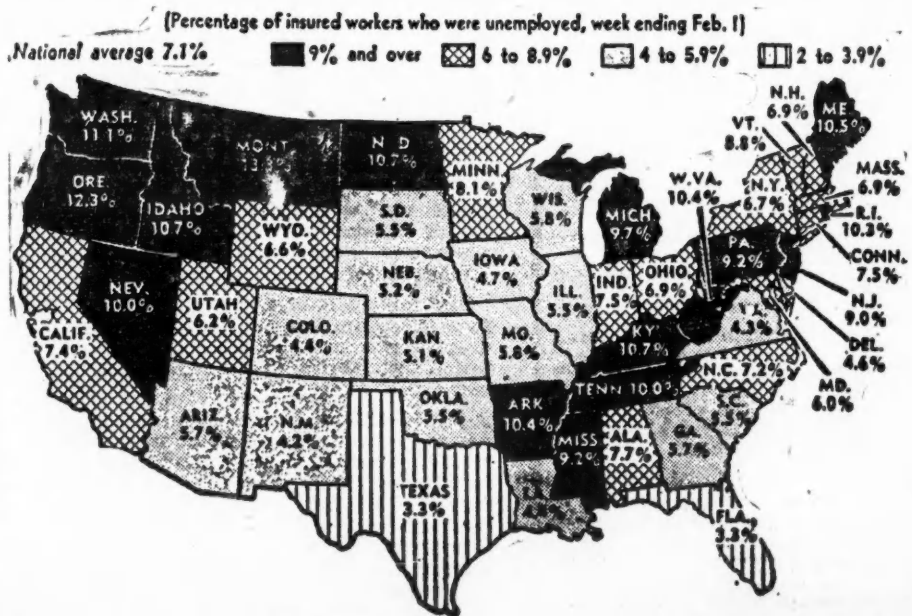 (Percentage of insured workers who were unemployed, week ending Feb. 1)
National average 7.1%
9% and over
6 to 8.9%
4 to 5.9%
2 to 3.9%
WASH.
11.1%
ORE.
12.3%
IDAHO
10.7%
MONT.
N.D
10.7%
MINN.
8.1%
S.D.
5.5%
WYO.
6.6%
NEV.
10.0%
UTAH
6.2%
CALIF.
7.4%
COLO.
4.4%
NEB.
5.2%
KAN.
5.1%
IOWA
4.7%
WIS.
5.8%
ILL.
5.5%
MO.
5.8%
IND.
7.5%
OHIO
6.9%
MICH.
9.7%
W.VA.
10.4%
VT.
8.8%
N.H.
6.9%
ME.
10.5%
MASS.
6.9%
R.I.
10.3%
CONN.
7.5%
N.Y.
6.7%
PA.
9.2%
N.J.
9.0%
DEL.
4.6%
MD.
6.0%
4.3%
KY.
10.7%
N.C. 7.2%
TENN 10.0%
S.C.
5.5%
GA.
5.7%
ALA.
7.7%
MISS.
9.2%
ARK.
10.4%
LA.
OKLA.
5.5%
ARIZ.
5.7%
N.M.
4.2%
TEXAS
3.3%
FLA.
3.3%